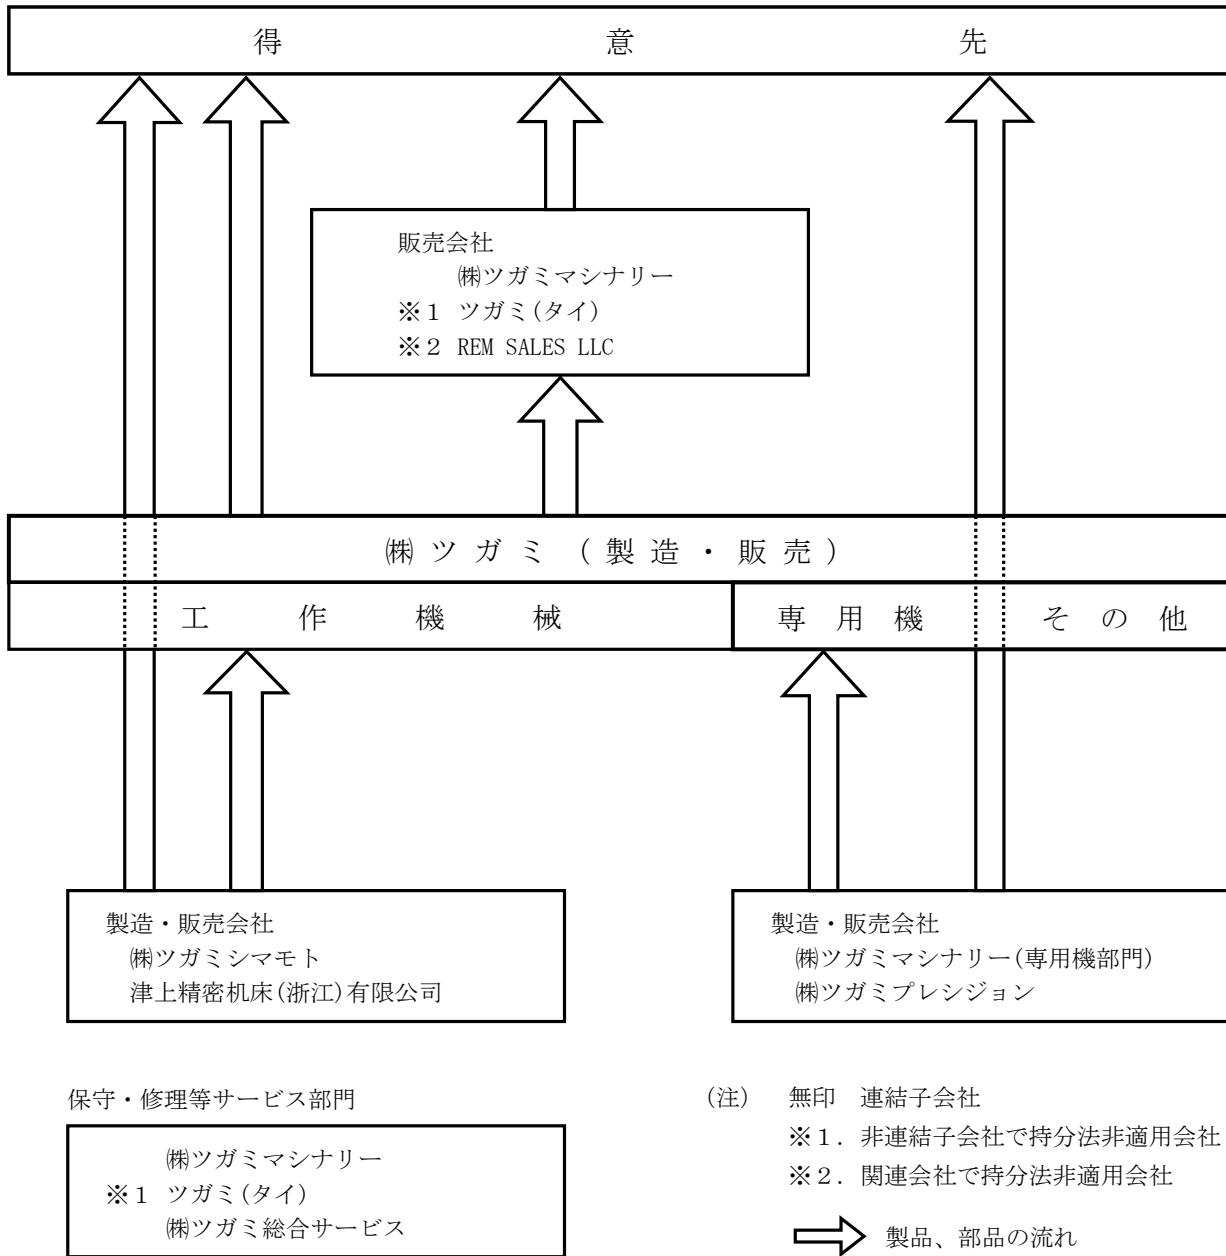 得意先
販売会社
㈱ツガミマシナリー
※１ ツガミ(タイ)
※２ REM SALES LLC
㈱ツガミ（製造・販売）
工作機械
専用機 その他
製造・販売会社
㈱ツガミシマモト
津上精密机床(浙江)有限公司
製造・販売会社
㈱ツガミマシナリー(専用機部門)
㈱ツガミプレシジョン
保守・修理等サービス部門
㈱ツガミマシナリー
※１ ツガミ(タイ)
㈱ツガミ総合サービス
(注) 無印 連結子会社
※１．非連結子会社で持分法非適用会社
※２．関連会社で持分法非適用会社
製品、部品の流れ